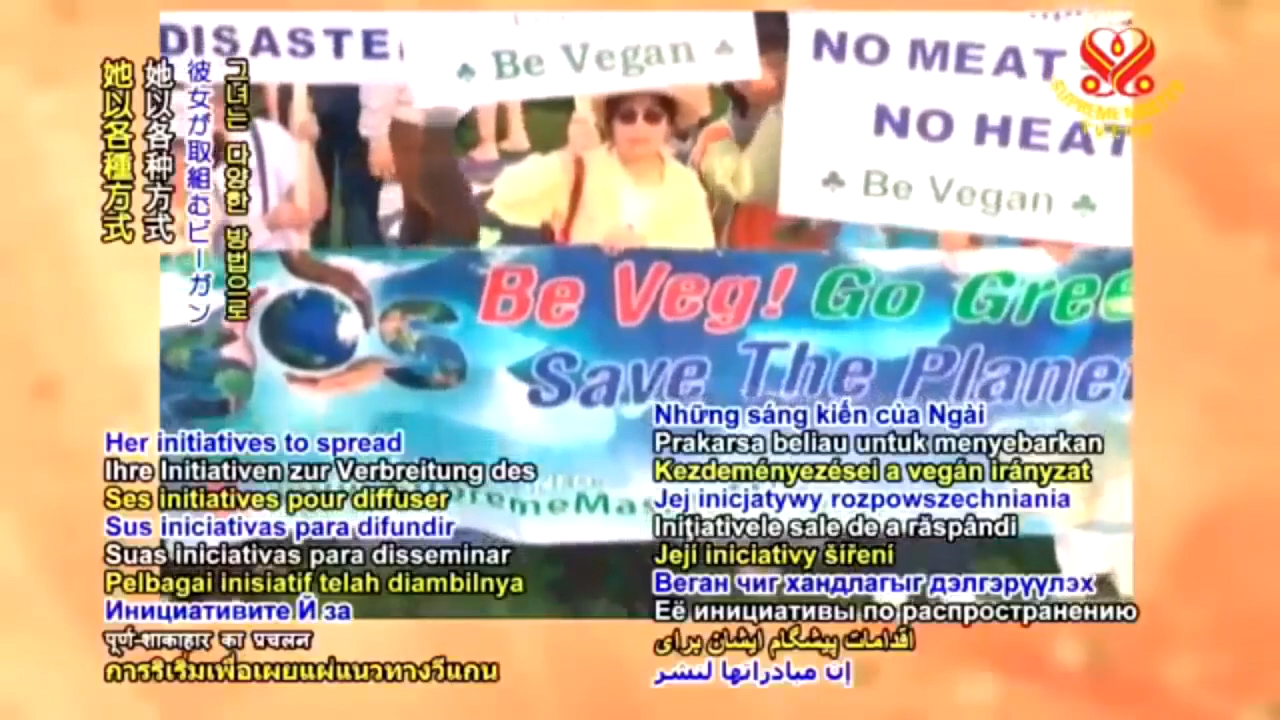 DISASTE
Be Vegan
NO MEAT
NO HEAT
Be Vegan
SUPREME MASTER
TV
Be Veg! Go Gree
SOS
Save The Planet
그녀는 다양한 방법으로
彼女が取組むビーガン
她以各种方式
她以各種方式
Her initiatives to spread
Ihre Initiativen zur Verbreitung des
Ses initiatives pour diffuser
Sus iniciativas para difundir
Suas iniciativas para disseminar
Pelbagai inisiatif telah diambilnya
Инициативите Й за
पूर्ण-शाकाहार का प्रचलन
การริเริ่มเพื่อเผยแผ่แนวทางวีแกน
Những sáng kiến của Ngài
Prakarsa beliau untuk menyebarkan
Kezdeményezései a vegán irányzat
Jej inicjatywy rozpowszechniania
Inițiativele sale de a răspândi
Její iniciativy šíření
Веган чиг хандлагыг дэлгэрүүлэх
Её инициативы по распространению
اقدامات پیشگام ایشان برای
إن مبادراتها لنشر